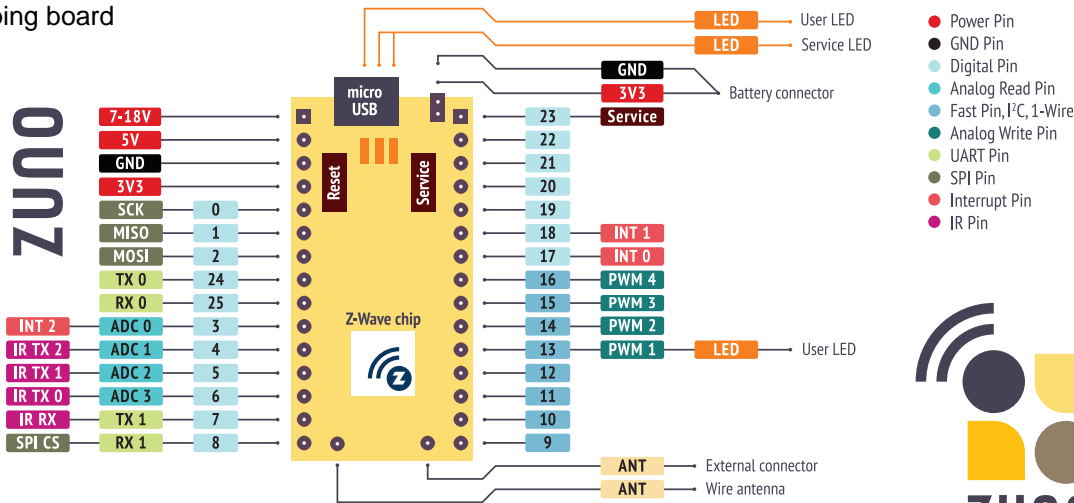 ping board
LED User LED
LED Service LED
GND
3V3 Battery connector
micro
USB
ZUNO
7-18V
5V
GND
3V3
SCK 0
MISO 1
MOSI 2
TX 0 24
RX 0 25
INT 2 ADC 0 3
IR TX 2 ADC 1 4
IR TX 1 ADC 2 5
IR TX 0 ADC 3 6
IR RX TX 1 7
SPI CS RX 1 8
Reset
Service
Z-Wave chip
Z
23 Service
22
21
20
19
18 INT 1
17 INT 0
16 PWM 4
15 PWM 3
14 PWM 2
13 PWM 1 LED User LED
12
11
10
9
ANT External connector
ANT Wire antenna
Power Pin
GND Pin
Digital Pin
Analog Read Pin
Fast Pin, I²C, 1-Wire
Analog Write Pin
UART Pin
SPI Pin
Interrupt Pin
IR Pin